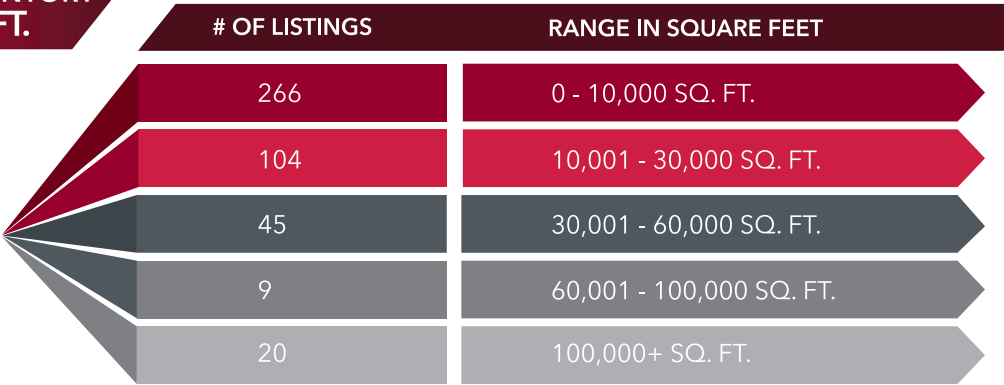 FT.
# OF LISTINGS RANGE IN SQUARE FEET
266 0 - 10,000 SQ. FT.
104 10,001 - 30,000 SQ. FT.
45 30,001 - 60,000 SQ. FT.
9 60,001 - 100,000 SQ. FT.
20 100,000+ SQ. FT.